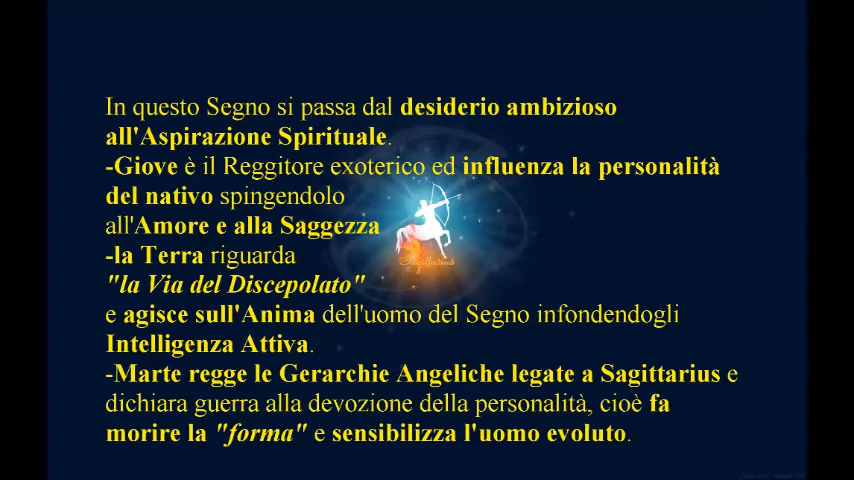 In questo Segno si passa dal desiderio ambizioso
all'Aspirazione Spirituale.
-Giove è il Reggitore exoterico ed influenza la personalità
del nativo spingendolo
all'Amore e alla Saggezza
-la Terra riguarda
"la Via del Discepolato"
e agisce sull'Anima dell'uomo del Segno infondendogli
Intelligenza Attiva.
-Marte regge le Gerarchie Angeliche legate a Sagittarius e
dichiara guerra alla devozione della personalità, cioè fa
morire la "forma" e sensibilizza l'uomo evoluto.
Sagittarius